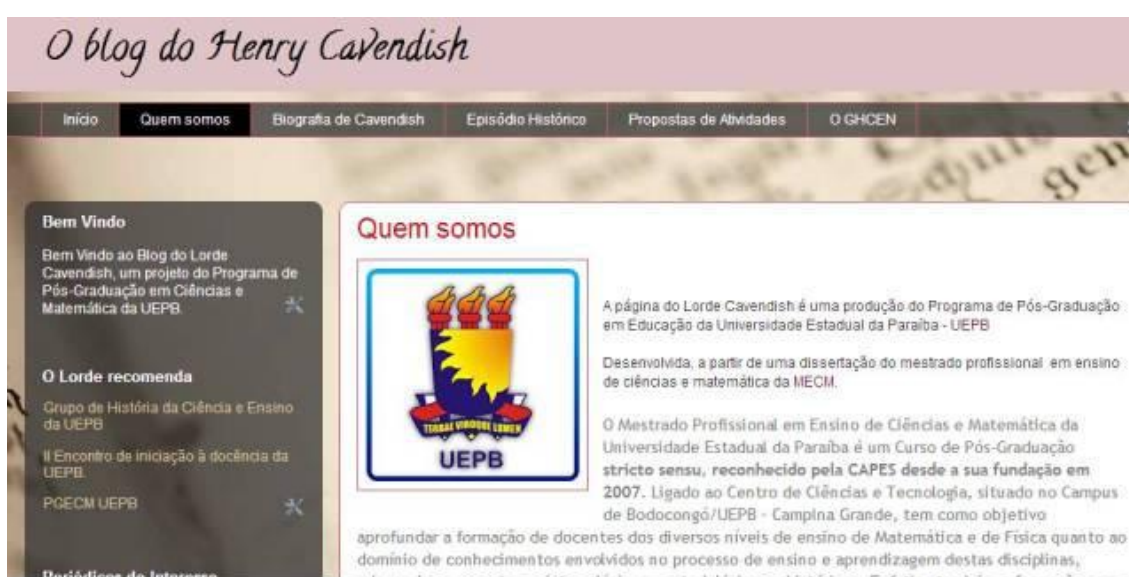 O blog do Henry Cavendish
Início Quem somos Biografia de Cavendish Episódio Histórico Propostas de Atividades O GHCEN
Schulo
gen
Bem Vindo
Bem Vindo ao Blog do Lorde
Cavendish, um projeto do Programa de
Pós-Graduação em Ciências e
Matemática da UEPB.
O Lorde recomenda
Grupo de História da Ciência e Ensino
da UEPB
II Encontro de iniciação à docência da
UEPB.
PGECM UEPB
Periódicos de Interesse
Quem somos
TERRAE VIROQUE LUMEN
UEPB
A página do Lorde Cavendish é uma produção do Programa de Pós-Graduação
em Educação da Universidade Estadual da Paraíba - UEPB
Desenvolvida, a partir de uma dissertação do mestrado profissional em ensino
de ciências e matemática da MECM.
O Mestrado Profissional em Ensino de Ciências e Matemática da
Universidade Estadual da Paraíba é um Curso de Pós-Graduação
stricto sensu, reconhecido pela CAPES desde a sua fundação em
2007. Ligado ao Centro de Ciências e Tecnologia, situado no Campus
de Bodocongó/UEPB - Campina Grande, tem como objetivo
aprofundar a formação de docentes dos diversos níveis de ensino de Matemática e de Física quanto ao
domínio de conhecimentos envolvidos no processo de ensino e aprendizagem destas disciplinas,